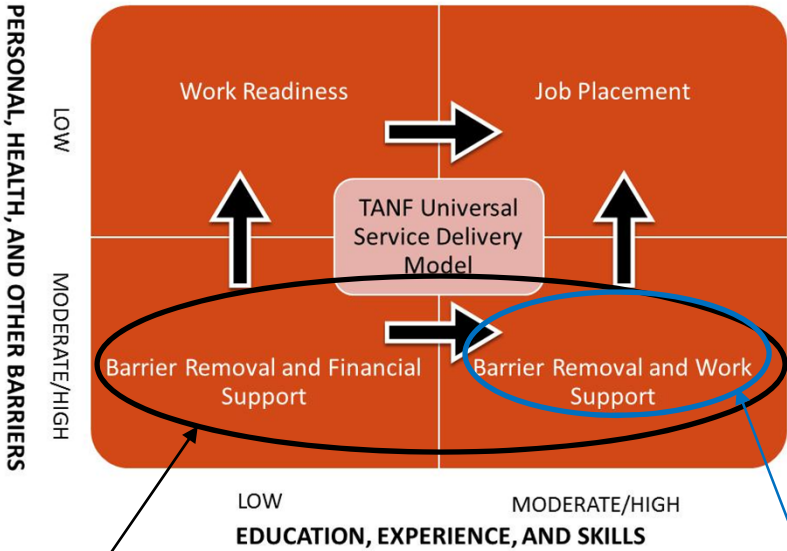 PERSONAL, HEALTH, AND OTHER BARRIERS
LOW
MODERATE/HIGH
Work Readiness
Job Placement
TANF Universal
Service Delivery
Model
Barrier Removal and Financial
Support
Barrier Removal and Work
Support
LOW
MODERATE/HIGH
EDUCATION, EXPERIENCE, AND SKILLS